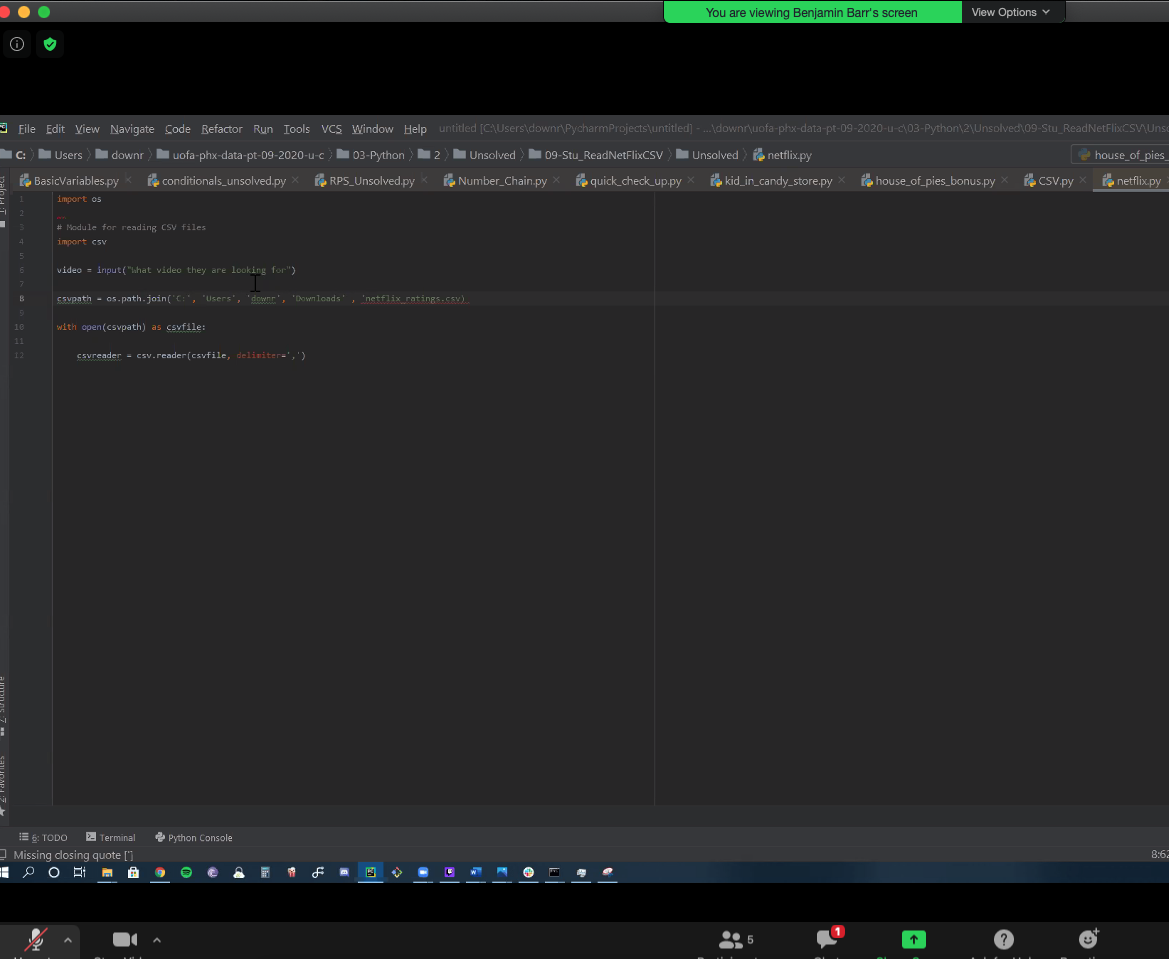 You are viewing Benjamin Barr's screen View Options
File Edit View Navigate Code Refactor Run Tools VCS Window Help untitled [C:\Users\downr\PycharmProjects\untitled] - ...\downr\uofa-phx-data-pt-09-2020-u-c\03-Python\2\Unsolved\09-Stu_ReadNetFlixCSV\Unso
C: Users downr uofa-phx-data-pt-09-2020-u-c 03-Python 2 Unsolved 09-Stu_ReadNetFlixCSV Unsolved netflix.py house_of_pies_
BasicVariables.py conditionals_unsolved.py RPS_Unsolved.py Number_Chain.py quick_check_up.py kid_in_candy_store.py house_of_pies_bonus.py CSV.py netflix.py
1 import os
2
3 # Module for reading CSV files
4 import csv
5
6 video = input("What video they are looking for")
7
8 csvpath = os.path.join('C:', 'Users', 'downr', 'Downloads' , 'netflix_ratings.csv)
9
10 with open(csvpath) as csvfile:
11
12 csvreader = csv.reader(csvfile, delimiter=',')
6: TODO Terminal Python Console
Missing closing quote ['] 8:62
5 1